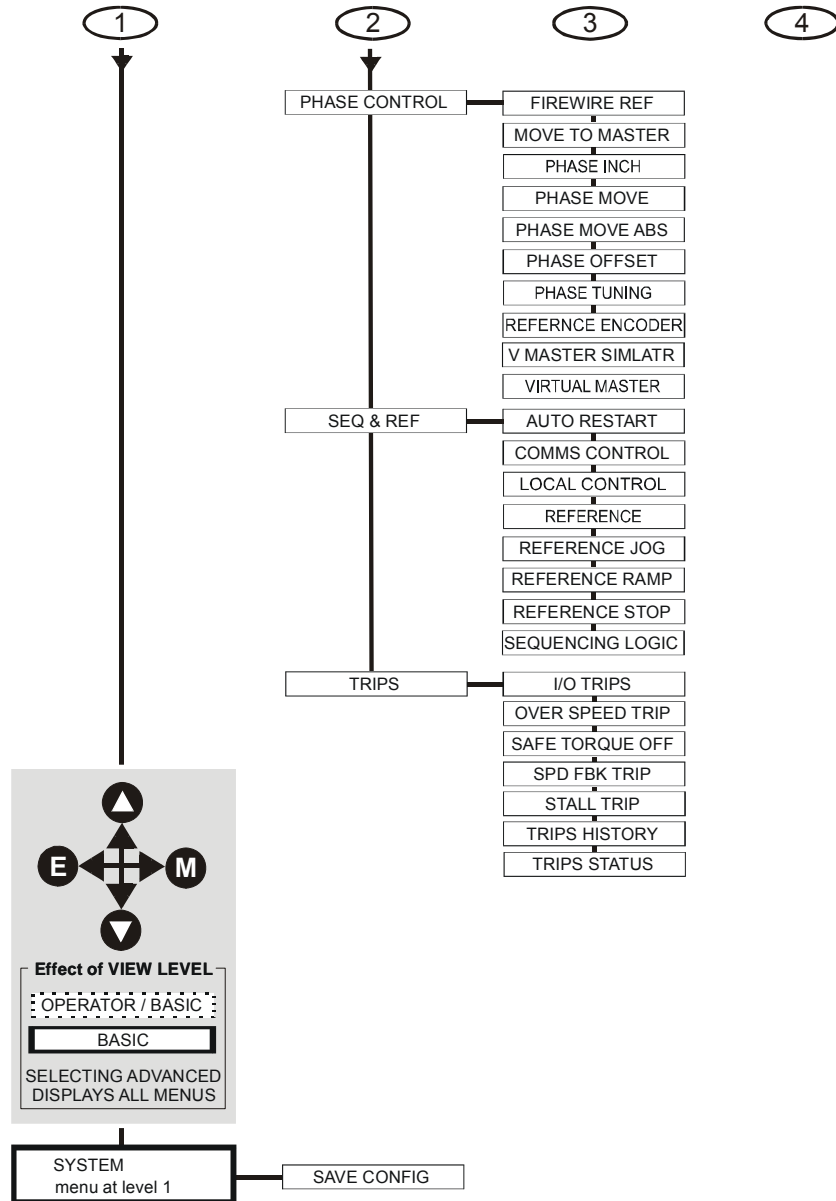 1 2 3 4
PHASE CONTROL FIREWIRE REF
MOVE TO MASTER
PHASE INCH
PHASE MOVE
PHASE MOVE ABS
PHASE OFFSET
PHASE TUNING
REFERNCE ENCODER
V MASTER SIMLATR
VIRTUAL MASTER
SEQ & REF AUTO RESTART
COMMS CONTROL
LOCAL CONTROL
REFERENCE
REFERENCE JOG
REFERENCE RAMP
REFERENCE STOP
SEQUENCING LOGIC
TRIPS I/O TRIPS
OVER SPEED TRIP
SAFE TORQUE OFF
SPD FBK TRIP
STALL TRIP
TRIPS HISTORY
TRIPS STATUS
E M
Effect of VIEW LEVEL
OPERATOR / BASIC
BASIC
SELECTING ADVANCED
DISPLAYS ALL MENUS
SYSTEM
menu at level 1
SAVE CONFIG